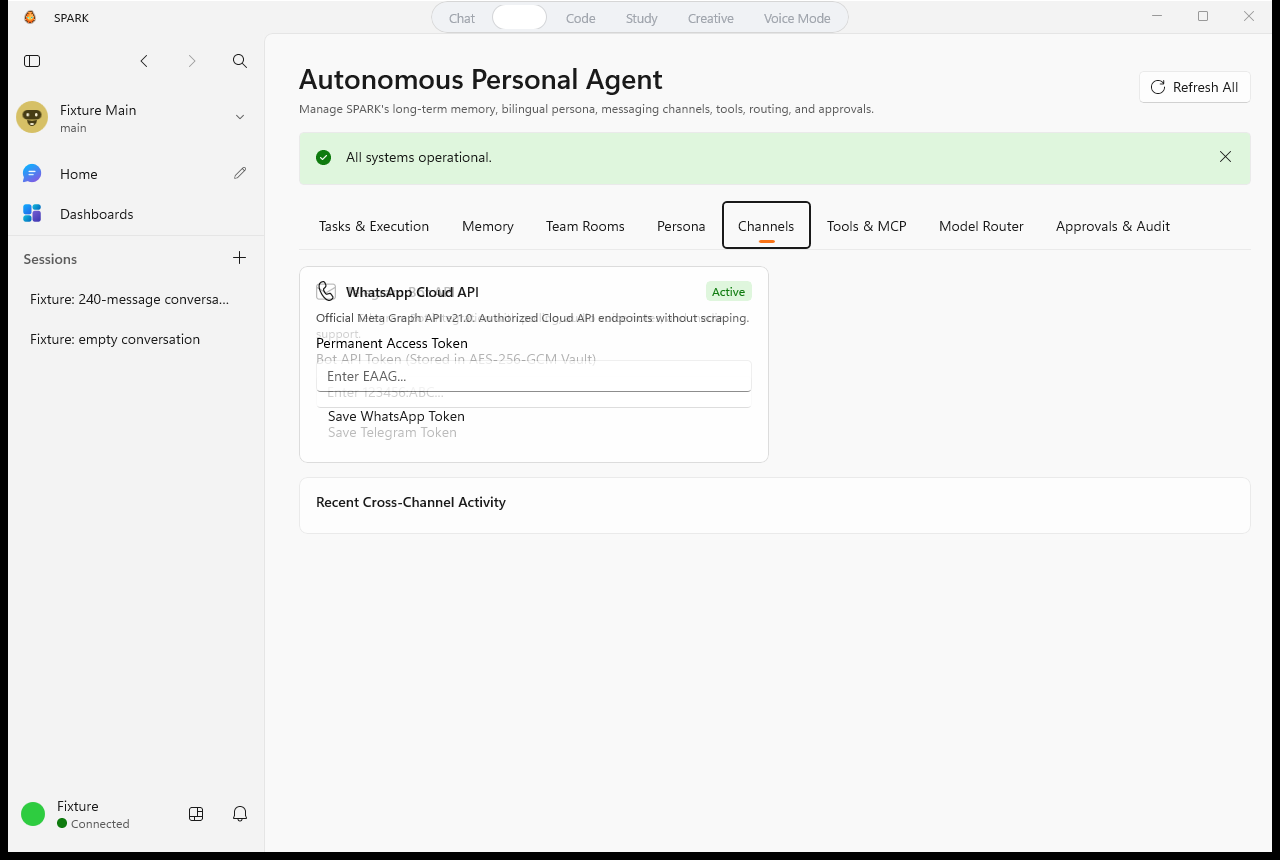 SPARK
Chat
Code
Study
Creative
Voice Mode
Fixture Main
main
Home
Dashboards
Sessions
Fixture: 240-message conversa...
Fixture: empty conversation
Fixture
Connected
Autonomous Personal Agent
Manage SPARK's long-term memory, bilingual persona, messaging channels, tools, routing, and approvals.
Refresh All
All systems operational.
Tasks & Execution
Memory
Team Rooms
Persona
Channels
Tools & MCP
Model Router
Approvals & Audit
WhatsApp Cloud API
Active
Official Meta Graph API v21.0. Authorized Cloud API endpoints without scraping.
support.
Permanent Access Token
Bot API Token (Stored in AES-256-GCM Vault)
Enter EAAG...
Enter 123456:ABC...
Save WhatsApp Token
Save Telegram Token
Recent Cross-Channel Activity